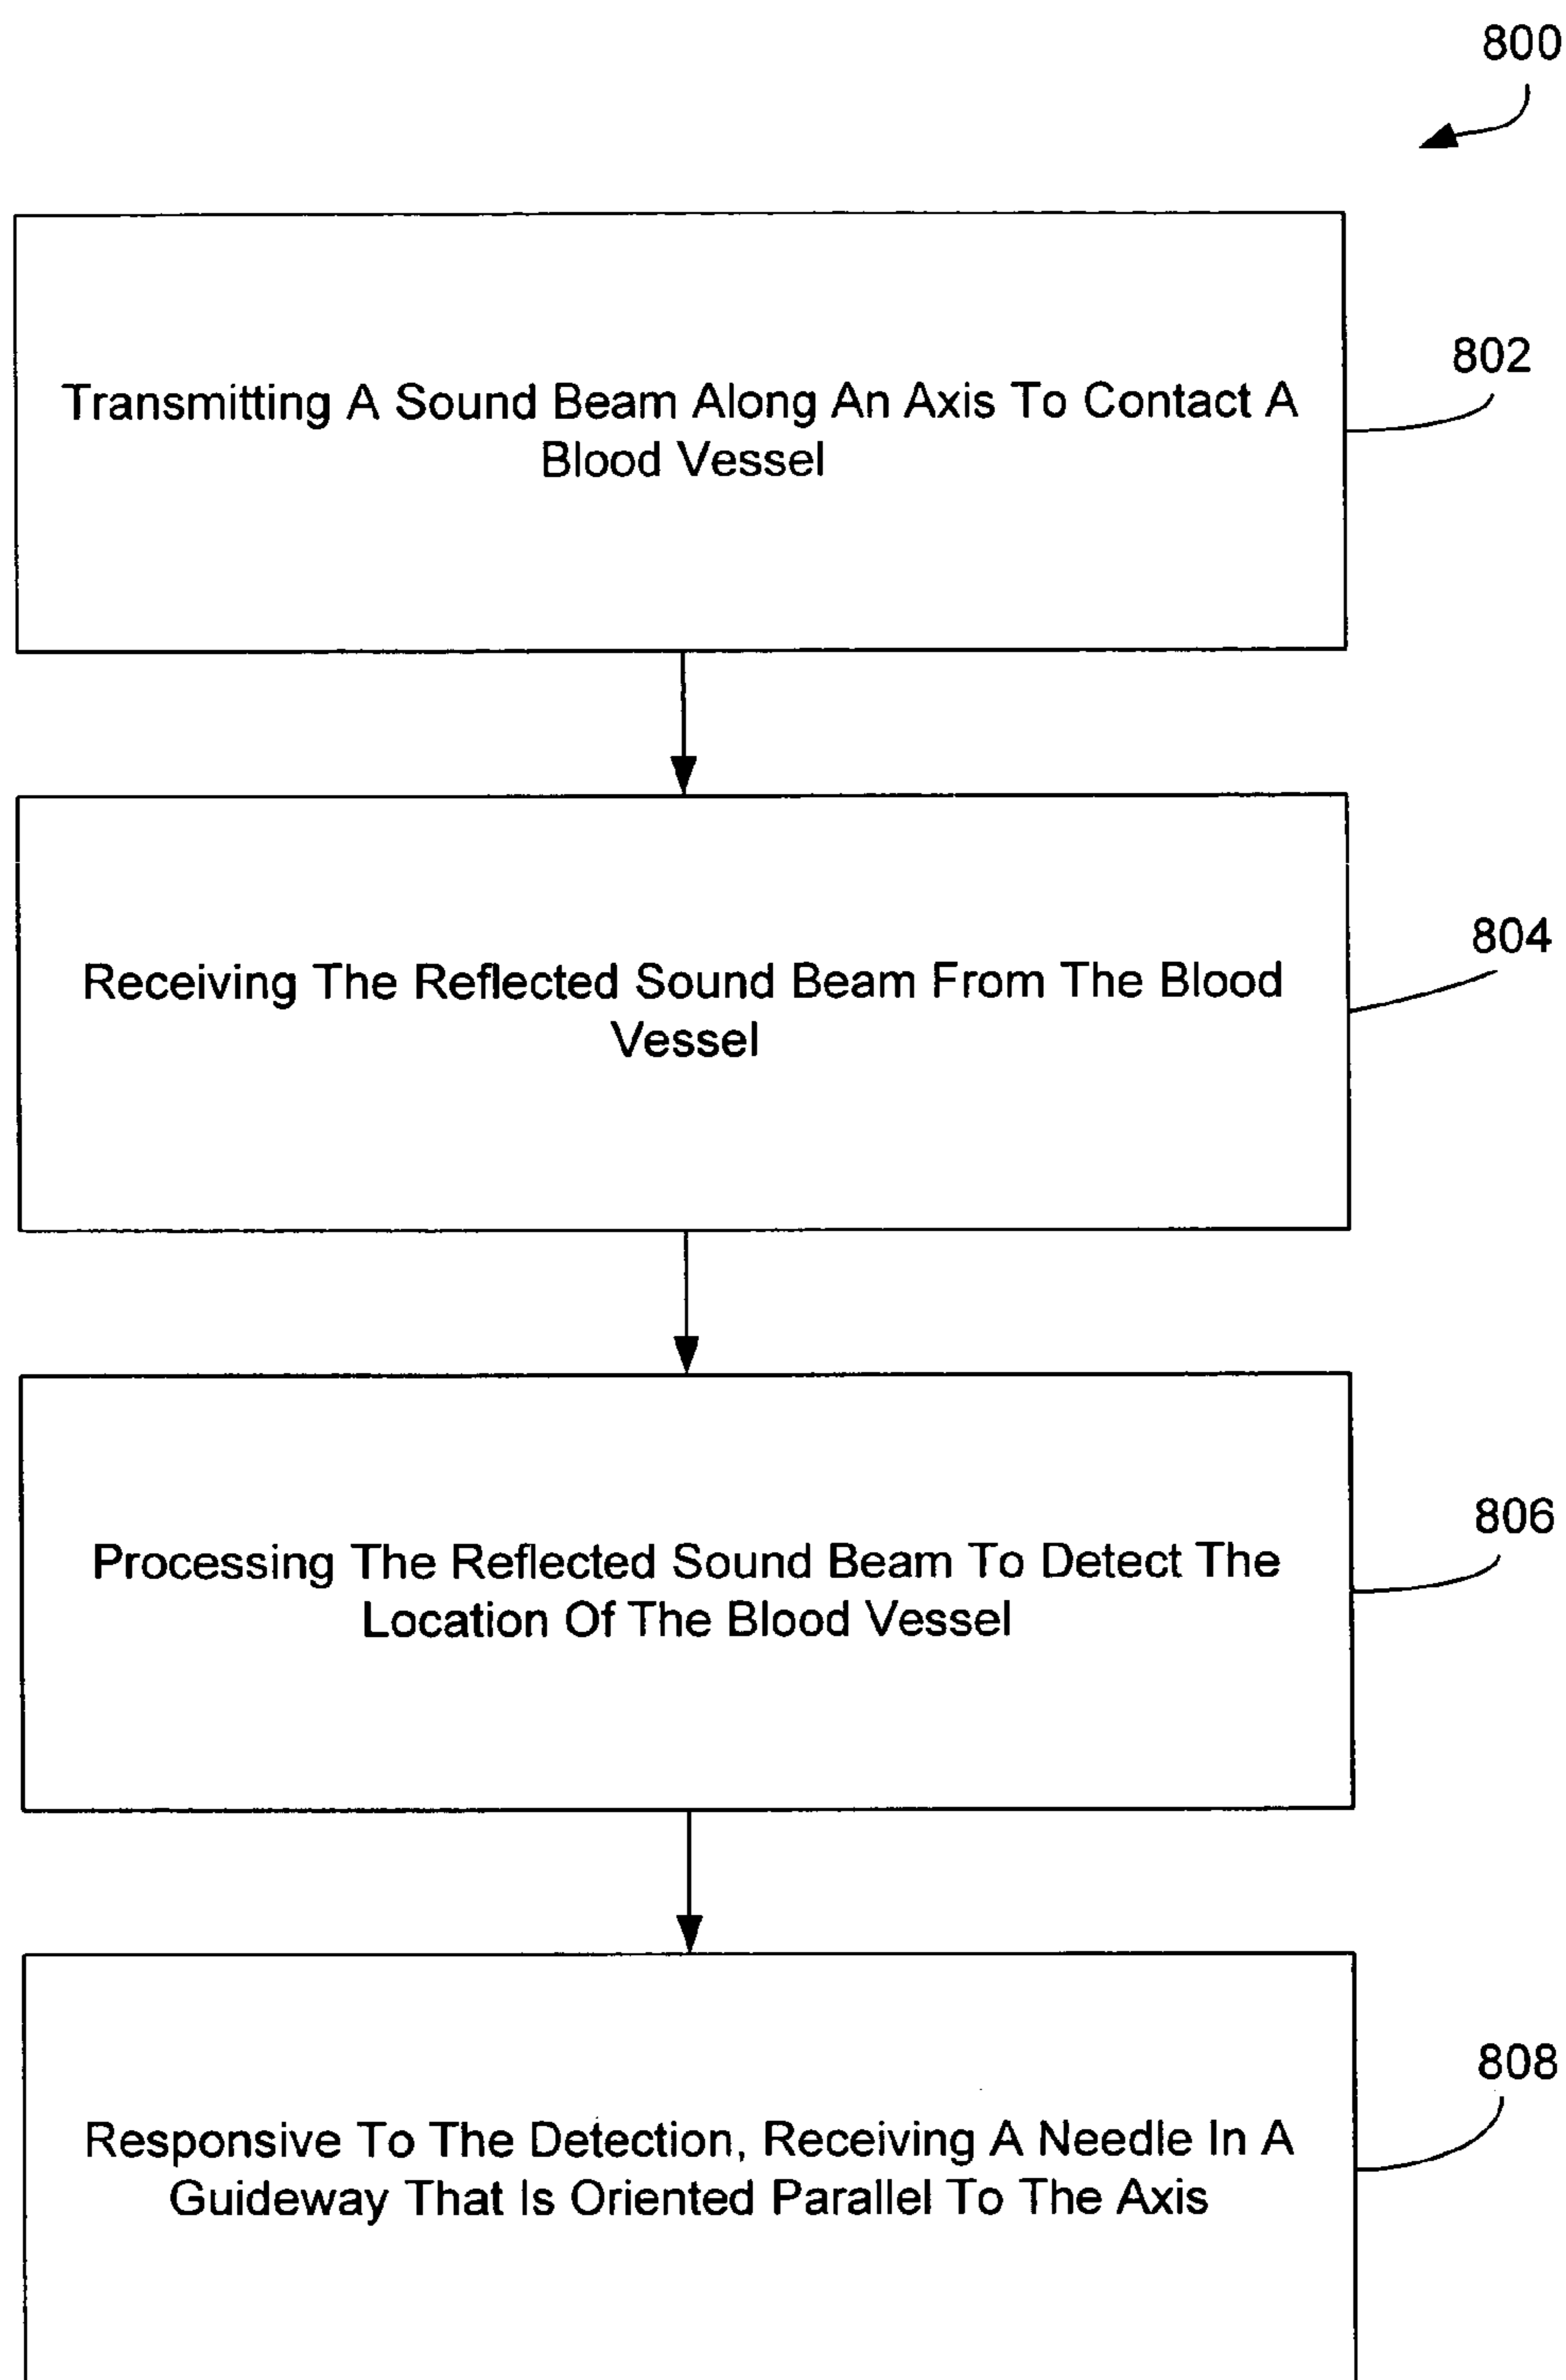 800
Transmitting A Sound Beam Along An Axis To Contact A
Blood Vessel
802
Receiving The Reflected Sound Beam From The Blood
Vessel
804
Processing The Reflected Sound Beam To Detect The
Location Of The Blood Vessel
806
Responsive To The Detection, Receiving A Needle In A
Guideway That Is Oriented Parallel To The Axis
808